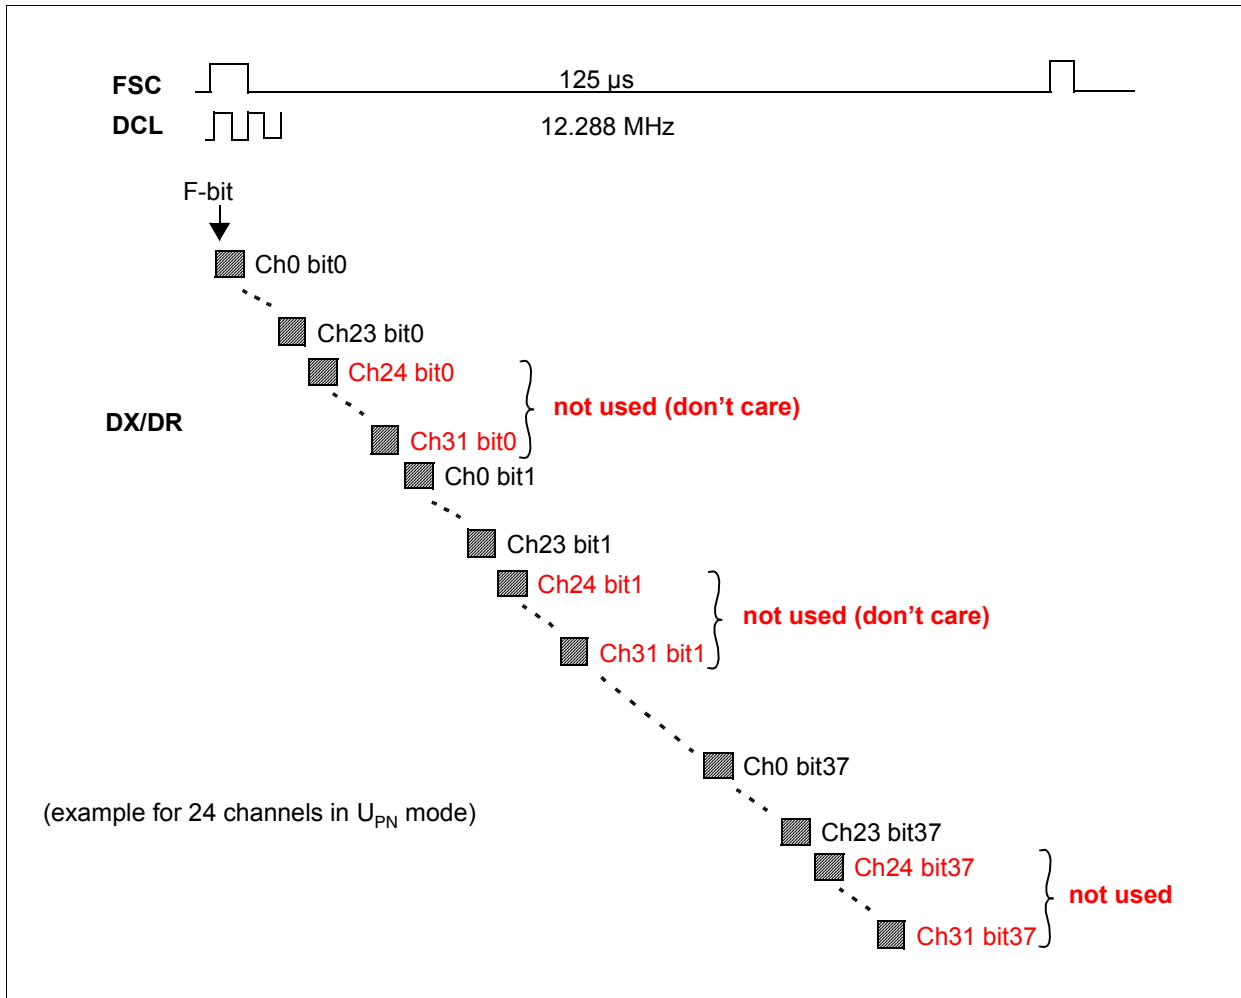 FSC
125 µs
DCL
12.288 MHz
F-bit
Ch0 bit0
Ch23 bit0
Ch24 bit0
not used (don’t care)
DX/DR
Ch31 bit0
Ch0 bit1
Ch23 bit1
Ch24 bit1
not used (don’t care)
Ch31 bit1
Ch0 bit37
(example for 24 channels in UPN mode)
Ch23 bit37
Ch24 bit37
not used
Ch31 bit37